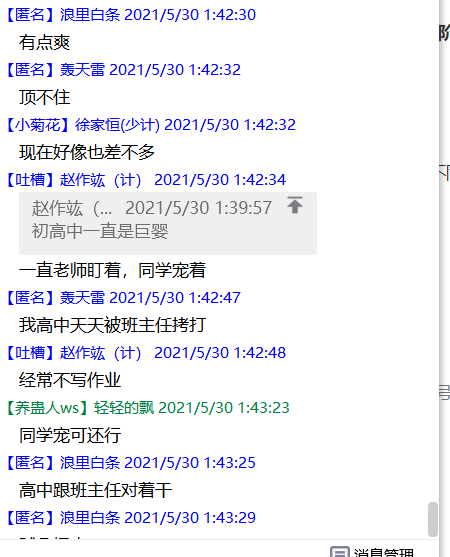 【匿名】浪里白条 2021/5/30 1:42:30
有点爽
【匿名】轰天雷 2021/5/30 1:42:32
顶不住
【小菊花】徐家恒(少计) 2021/5/30 1:42:32
现在好像也差不多
【吐槽】赵作竑（计） 2021/5/30 1:42:34
赵作竑（... 2021/5/30 1:39:57
初高中一直是巨婴
一直老师盯着，同学宠着
【匿名】轰天雷 2021/5/30 1:42:47
我高中天天被班主任拷打
【吐槽】赵作竑（计） 2021/5/30 1:42:48
经常不写作业
【养蛊人ws】轻轻的飘 2021/5/30 1:43:23
同学宠可还行
【匿名】浪里白条 2021/5/30 1:43:25
高中跟班主任对着干
【匿名】浪里白条 2021/5/30 1:43:29
消息管理